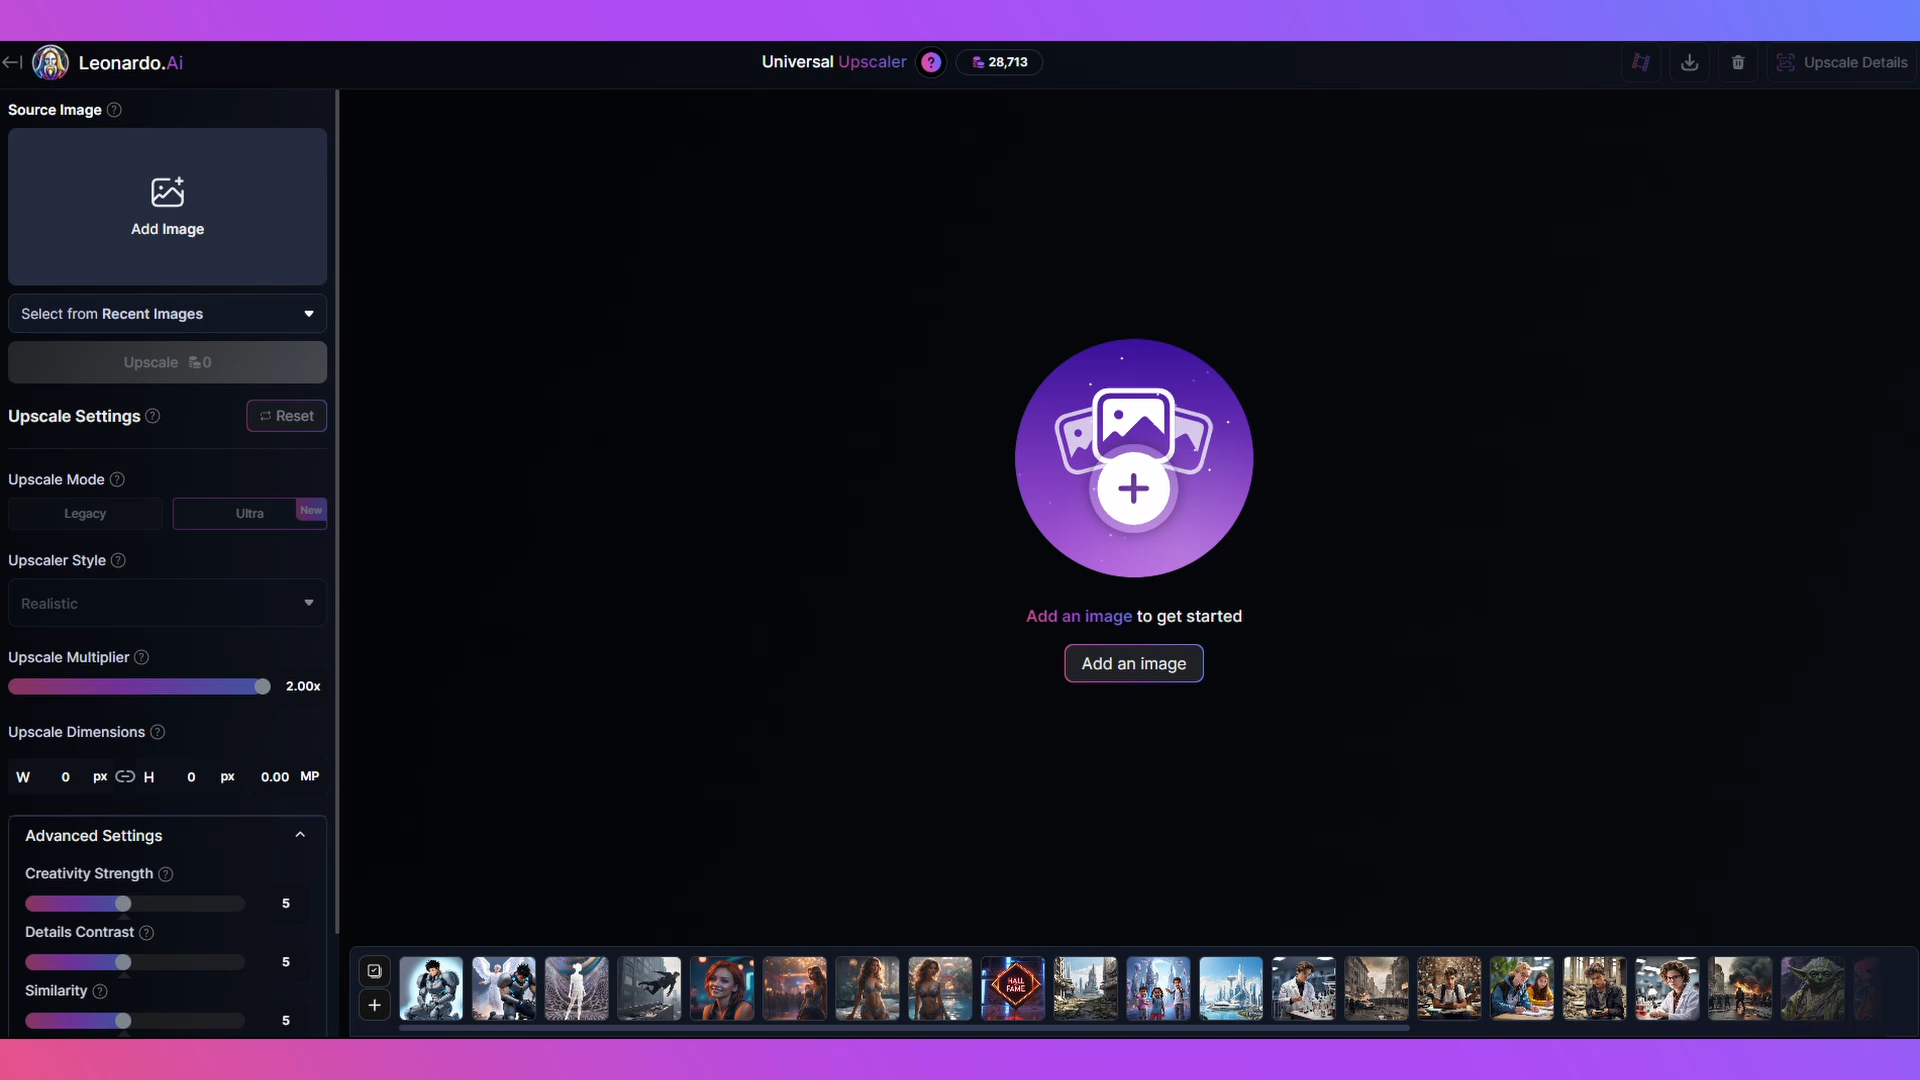 Leonardo.Ai
Universal Upscaler ? 28,713
Upscale Details
Source Image ?
Add Image
Select from Recent Images
Upscale 0
Upscale Settings ?
Reset
Upscale Mode ?
Legacy
Ultra
New
Upscaler Style ?
Realistic
Upscale Multiplier ?
2.00x
Upscale Dimensions ?
W 0 px H 0 px 0.00 MP
Advanced Settings
Creativity Strength ?
5
Details Contrast ?
5
Similarity ?
5
Add an image to get started
Add an image
HALL
FAME